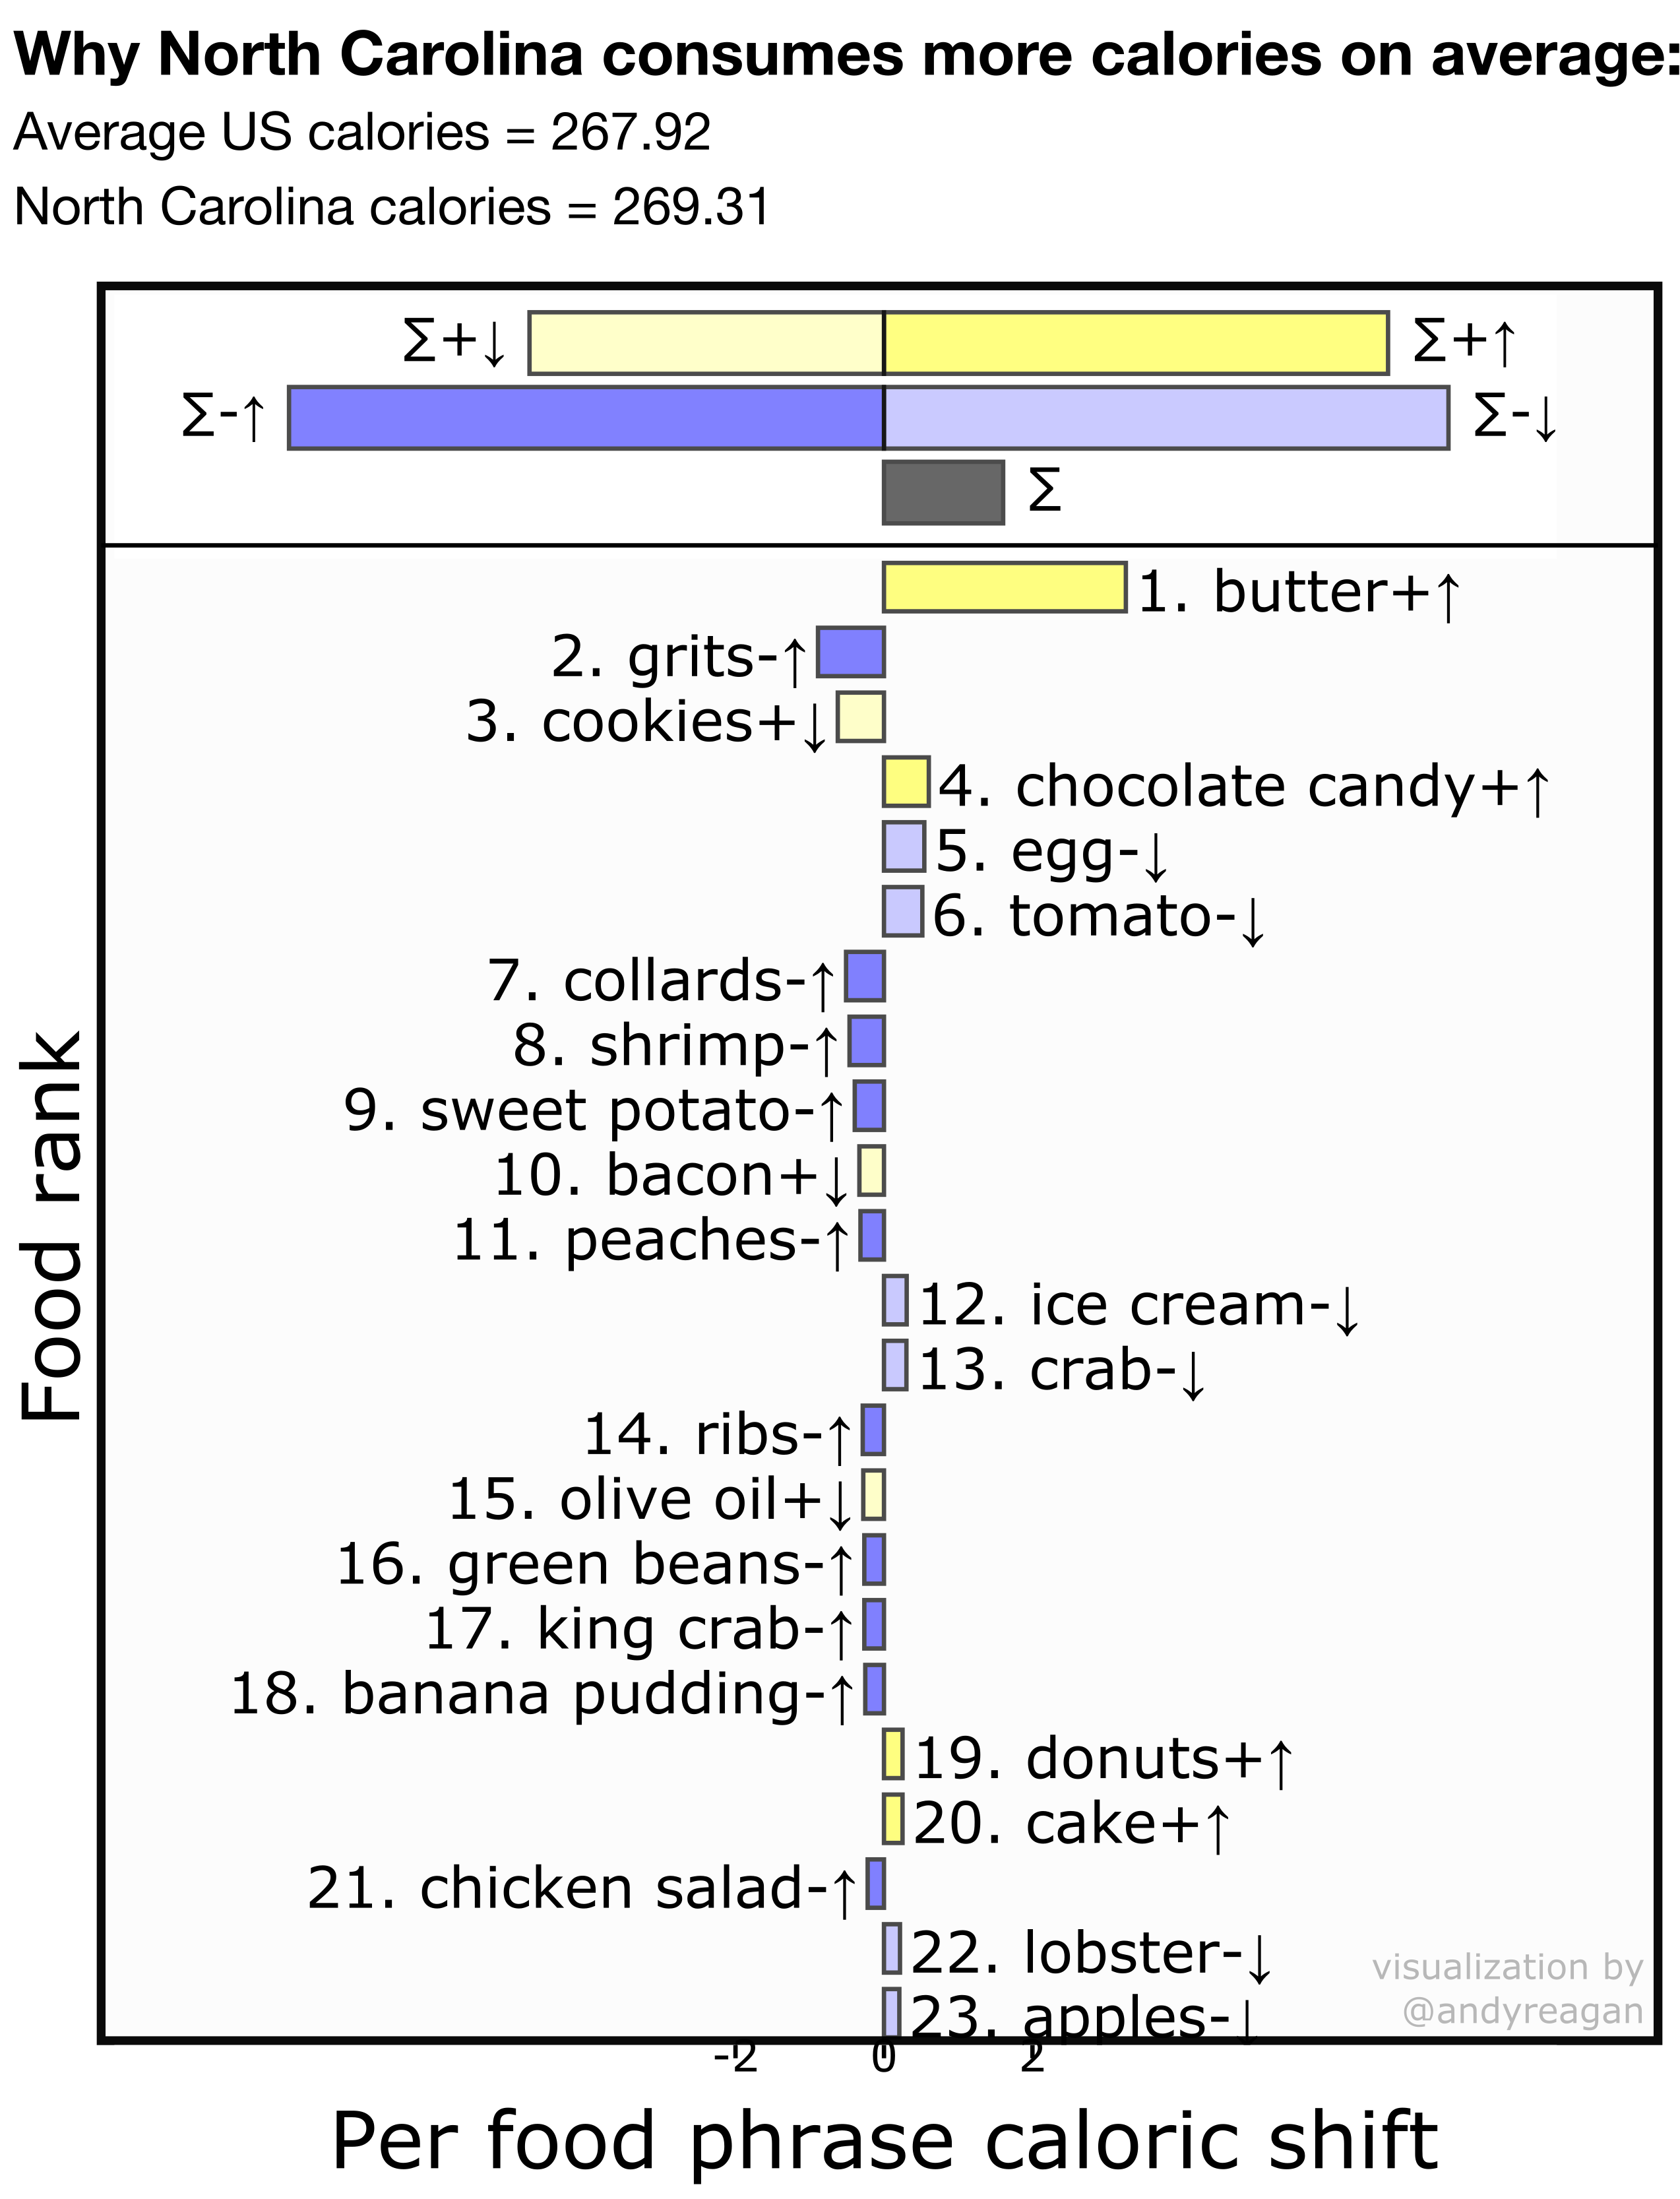 Why North Carolina consumes more calories on average:
Average US calories = 267.92
North Carolina calories = 269.31
∑+↓
∑+↑
∑-↑
∑-↓
∑
1. butter+↑
2. grits-↑
3. cookies+↓
4. chocolate candy+↑
5. egg-↓
6. tomato-↓
7. collards-↑
8. shrimp-↑
9. sweet potato-↑
10. bacon+↓
11. peaches-↑
12. ice cream-↓
13. crab-↓
14. ribs-↑
15. olive oil+↓
16. green beans-↑
17. king crab-↑
18. banana pudding-↑
19. donuts+↑
20. cake+↑
21. chicken salad-↑
22. lobster-↓
23. apples-↓
visualization by
@andyreagan
Food rank
-2 0 2
Per food phrase caloric shift